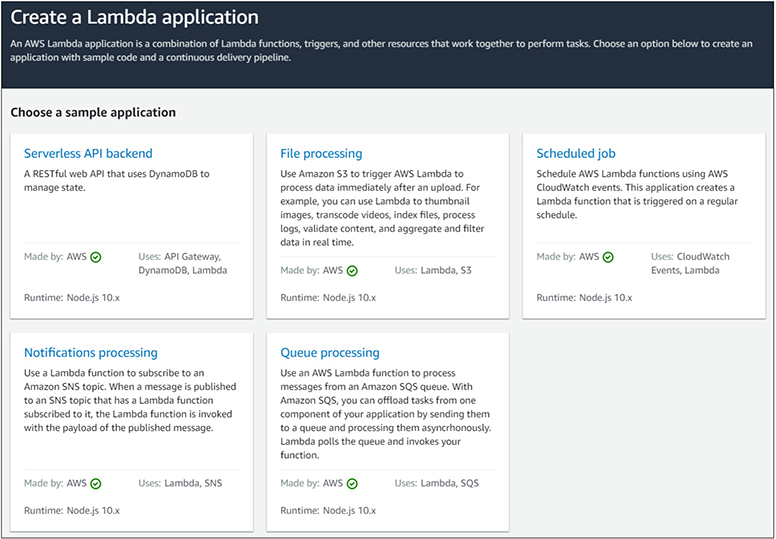 Create a Lambda application
An AWS Lambda application is a combination of Lambda functions, triggers, and other resources that work together to perform tasks. Choose an option below to create an
application with sample code and a continuous delivery pipeline.
Choose a sample application
Serverless API backend
A RESTful web API that uses DynamoDB to
manage state.
Made by: AWS
Uses: API Gateway,
DynamoDB, Lambda
Runtime: Node.js 10.x
File processing
Use Amazon S3 to trigger AWS Lambda to
process data immediately after an upload. For
example, you can use Lambda to thumbnail
images, transcode videos, index files, process
logs, validate content, and aggregate and filter
data in real time.
Made by: AWS
Uses: Lambda, S3
Runtime: Node.js 10.x
Scheduled job
Schedule AWS Lambda functions using AWS
CloudWatch events. This application creates a
Lambda function that is triggered on a regular
schedule.
Made by: AWS
Uses: CloudWatch
Events, Lambda
Runtime: Node.js 10.x
Notifications processing
Use a Lambda function to subscribe to an
Amazon SNS topic. When a message is published
to an SNS topic that has a Lambda function
subscribed to it, the Lambda function is invoked
with the payload of the published message.
Made by: AWS
Uses: Lambda, SNS
Runtime: Node.js 10.x
Queue processing
Use an AWS Lambda function to process
messages from an Amazon SQS queue. With
Amazon SQS, you can offload tasks from one
component of your application by sending them
to a queue and processing them asyncrhonously.
Lambda polls the queue and invokes your
function.
Made by: AWS
Uses: Lambda, SQS
Runtime: Node.js 10.x